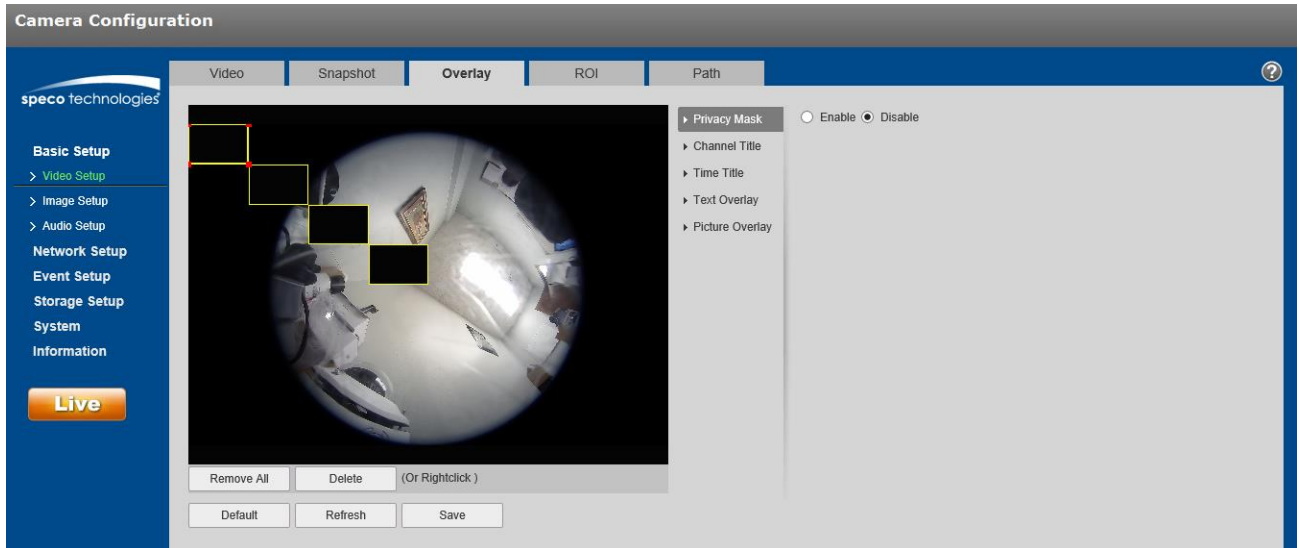 Camera Configuration
speco technologies
Video
Snapshot
Overlay
ROI
Path
?
Basic Setup
> Video Setup
> Image Setup
> Audio Setup
Network Setup
Event Setup
Storage Setup
System
Information
Live
Privacy Mask
Channel Title
Time Title
Text Overlay
Picture Overlay
Enable Disable
Remove All
Delete
(Or Rightclick )
Default
Refresh
Save